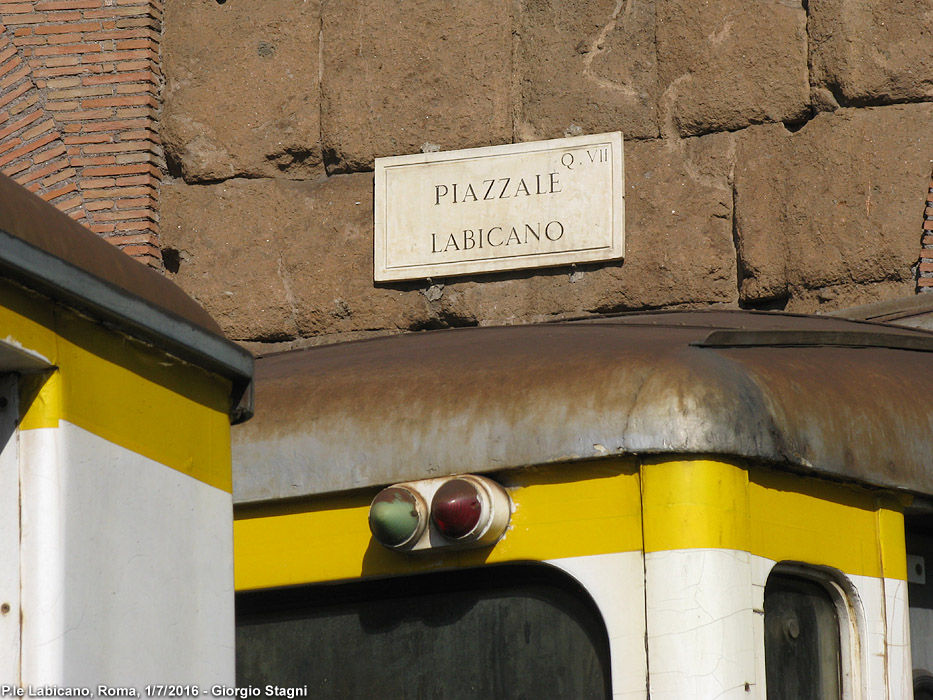 Q. VII
PIAZZALE
LABICANO
P.le Labicano, Roma, 1/7/2016 - Giorgio Stagni